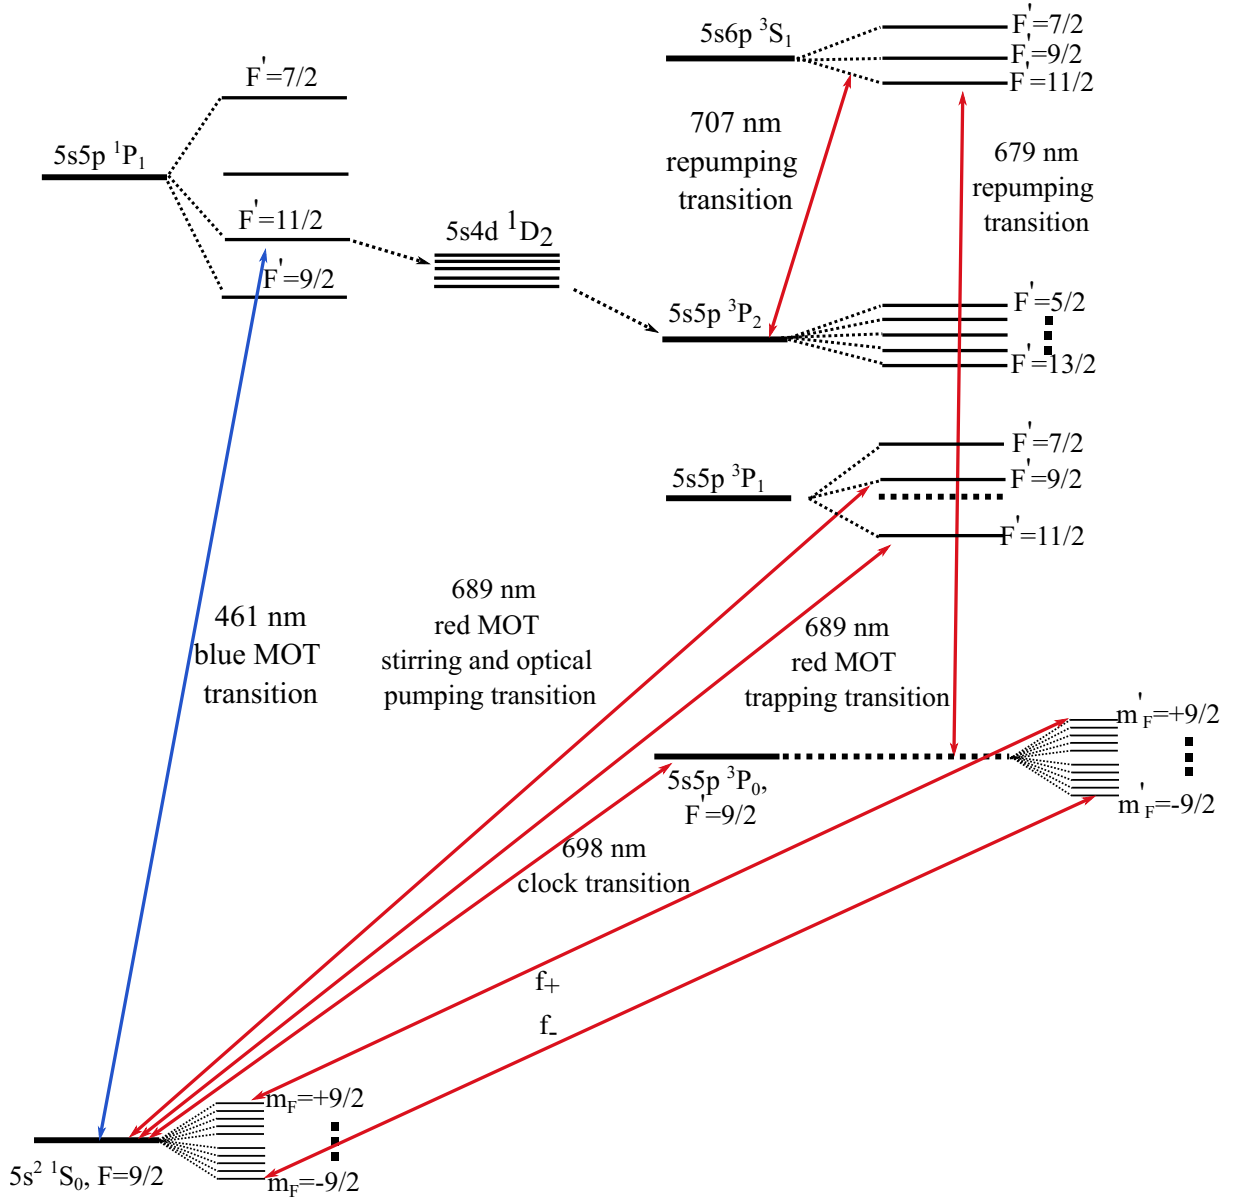 5s6p ³S₁
F'=7/2
F'=9/2
F'=11/2
F'=7/2
5s5p ¹P₁
F'=11/2
F'=9/2
5s4d ¹D₂
707 nm
repumping
transition
679 nm
repumping
transition
5s5p ³P₂
F'=5/2
F'=13/2
5s5p ³P₁
F'=7/2
F'=9/2
F'=11/2
461 nm
blue MOT
transition
689 nm
red MOT
stirring and optical
pumping transition
689 nm
red MOT
trapping transition
5s5p ³P₀,
F'=9/2
m'F=+9/2
m'F=-9/2
698 nm
clock transition
f₊
f₋
5s² ¹S₀, F=9/2
mF=+9/2
mF=-9/2